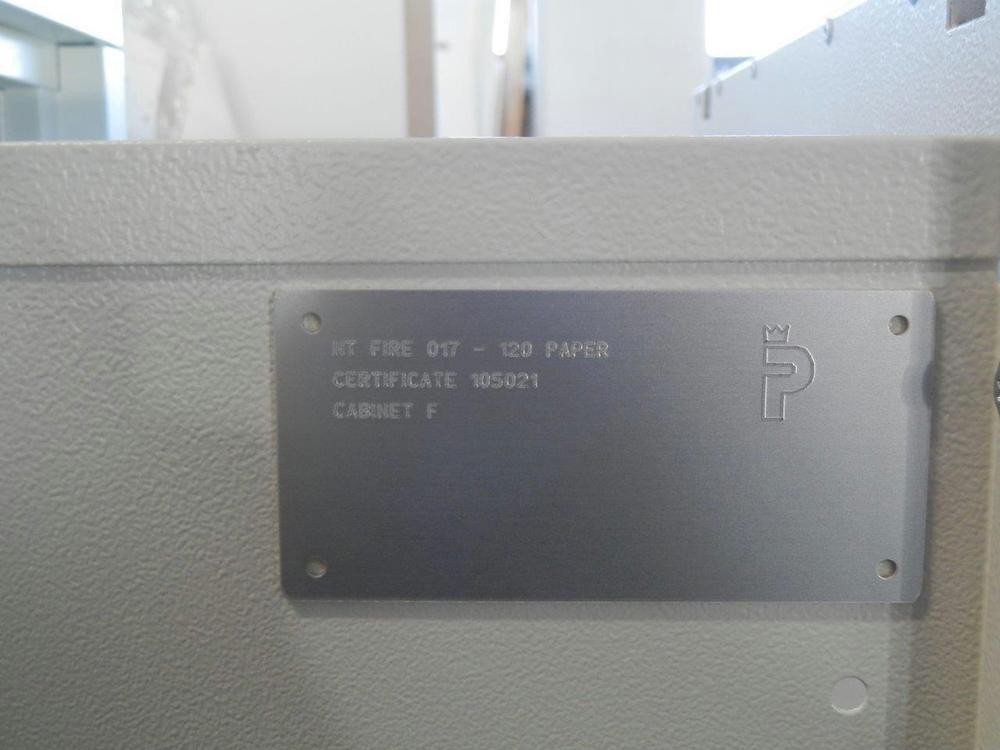 NT FIRE 017 - 120 PAPER
CERTIFICATE 105021
CABINET F
P